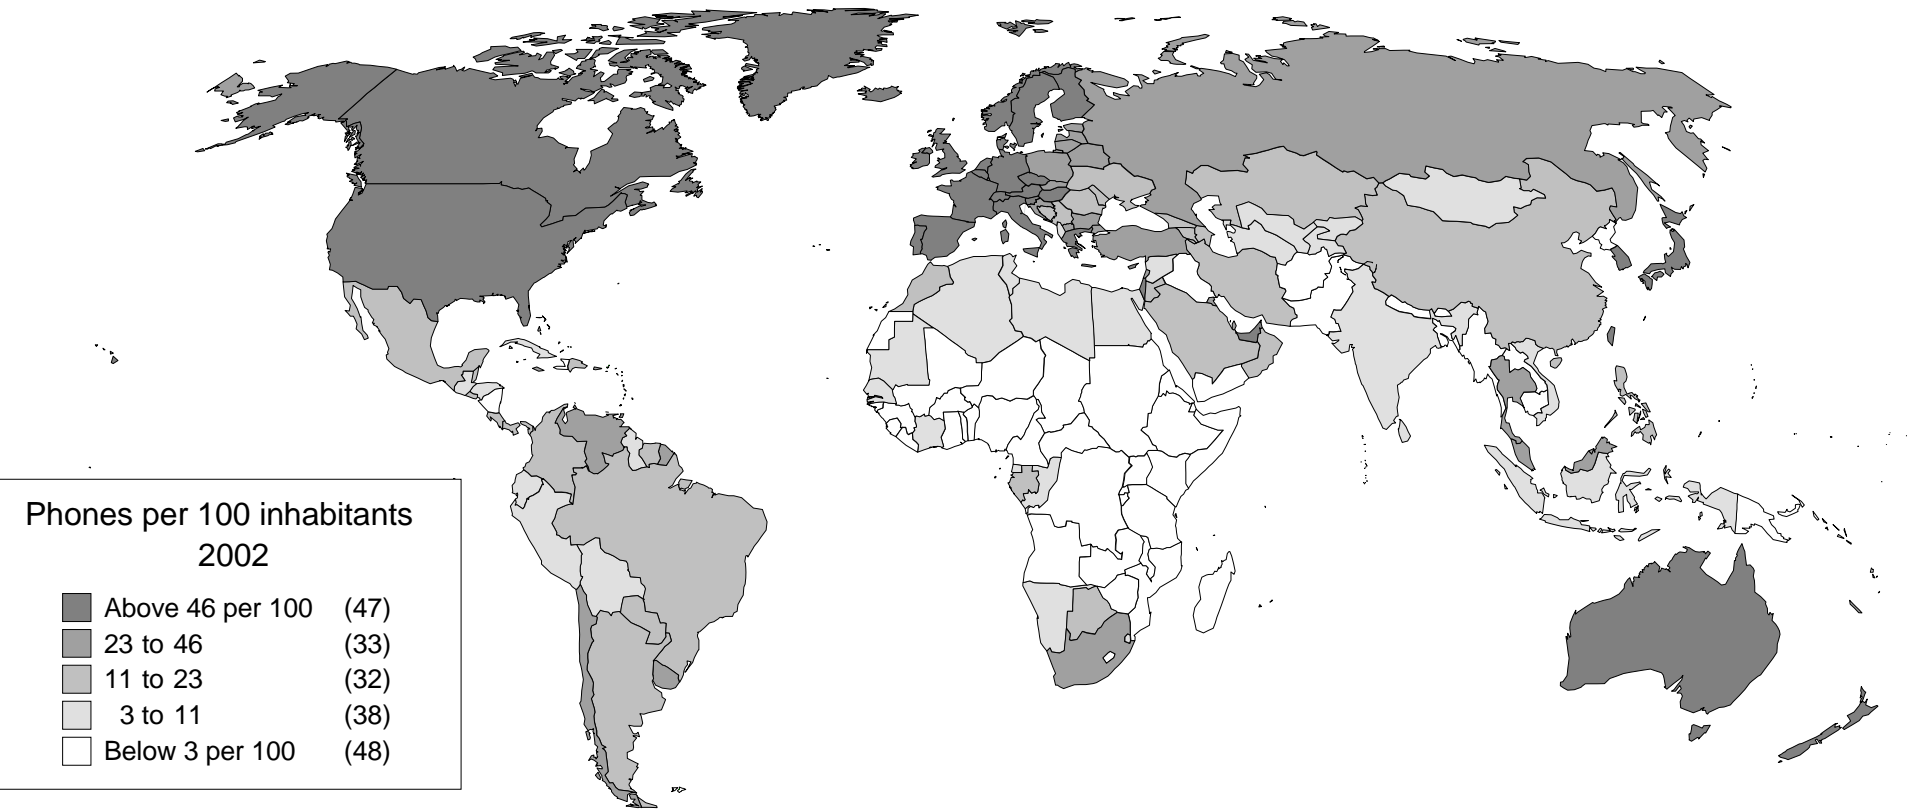 Phones per 100 inhabitants
2002
Above 46 per 100 (47)
23 to 46 (33)
11 to 23 (32)
3 to 11 (38)
Below 3 per 100 (48)